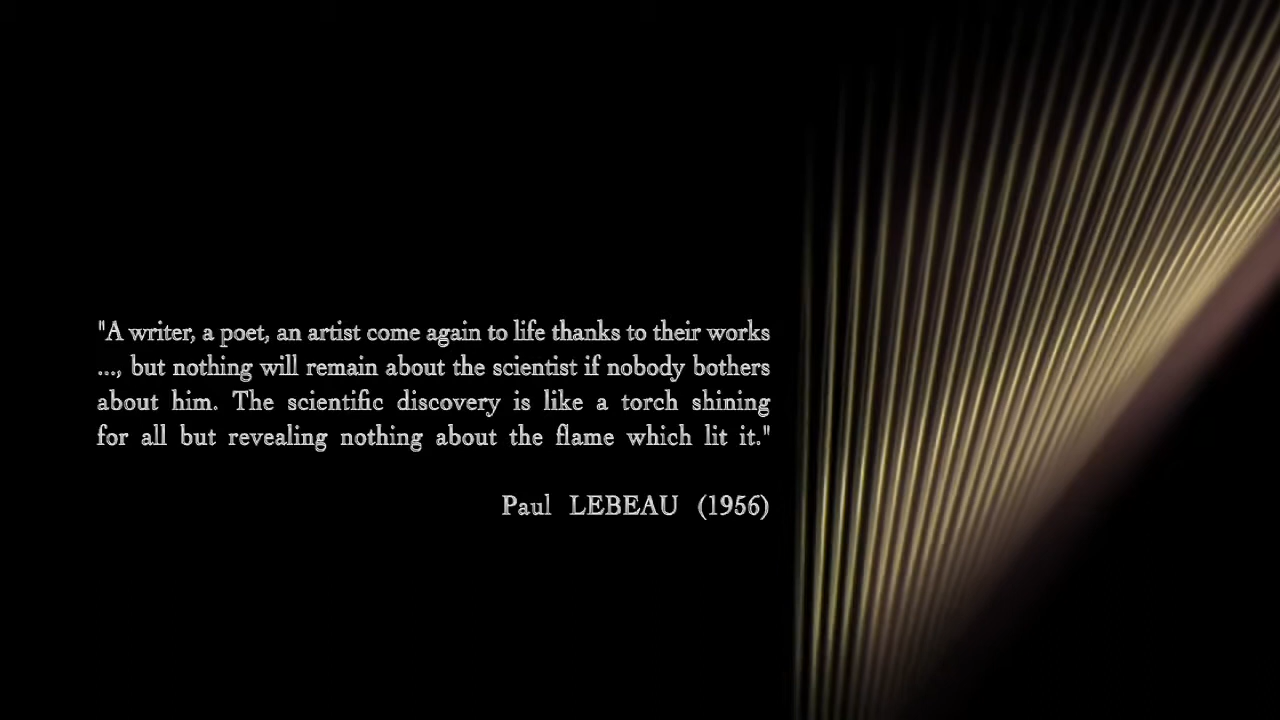 "A writer, a poet, an artist come again to life thanks to their works
..., but nothing will remain about the scientist if nobody bothers
about him. The scientific discovery is like a torch shining
for all but revealing nothing about the flame which lit it."
Paul LEBEAU (1956)